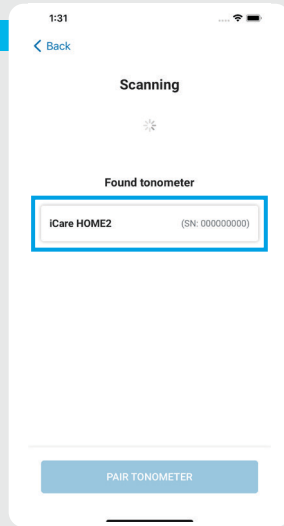 1:31
Back
Scanning
Found tonometer
iCare HOME2 (SN: 000000000)
PAIR TONOMETER